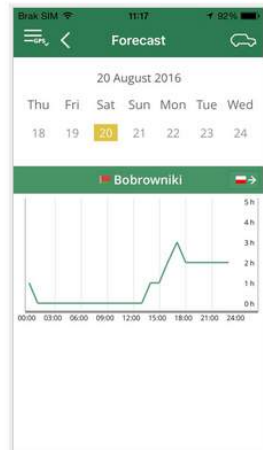 Brak SIM 11:17 92%
GPS Forecast
20 August 2016
Thu Fri Sat Sun Mon Tue Wed
18 19 20 21 22 23 24
Bobrowniki
5 h
4 h
3 h
2 h
1 h
0 h
00:00 03:00 06:00 09:00 12:00 15:00 18:00 21:00 24:00